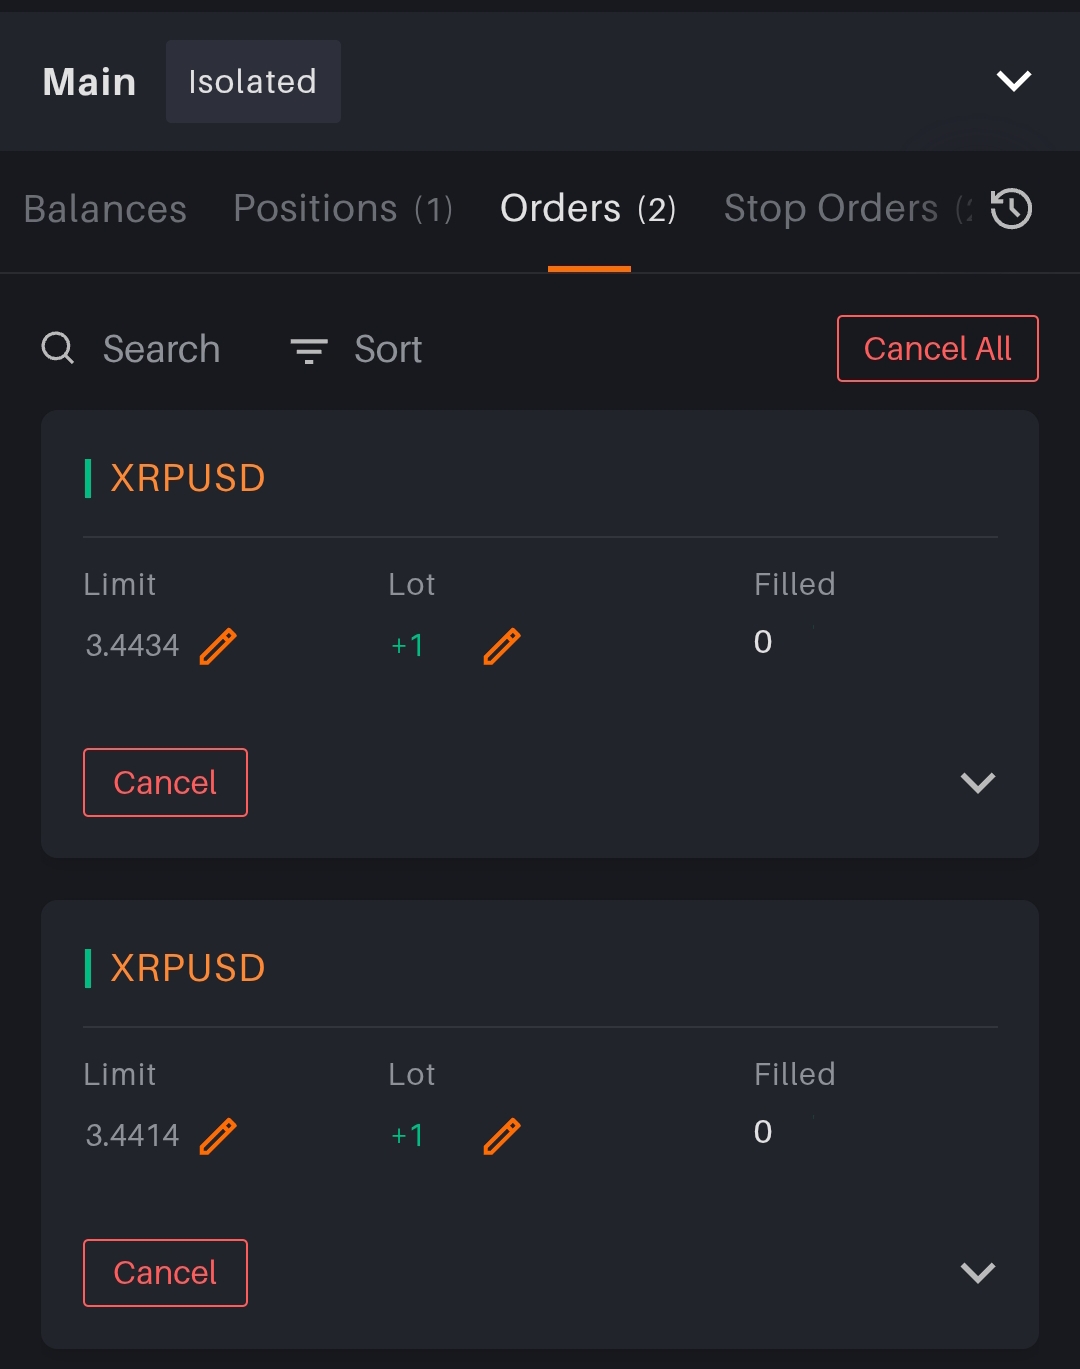 Main Isolated
Balances Positions (1) Orders (2) Stop Orders
Search Sort Cancel All
XRPUSD
Limit Lot Filled
3.4434 +1 0
Cancel
XRPUSD
Limit Lot Filled
3.4414 +1 0
Cancel